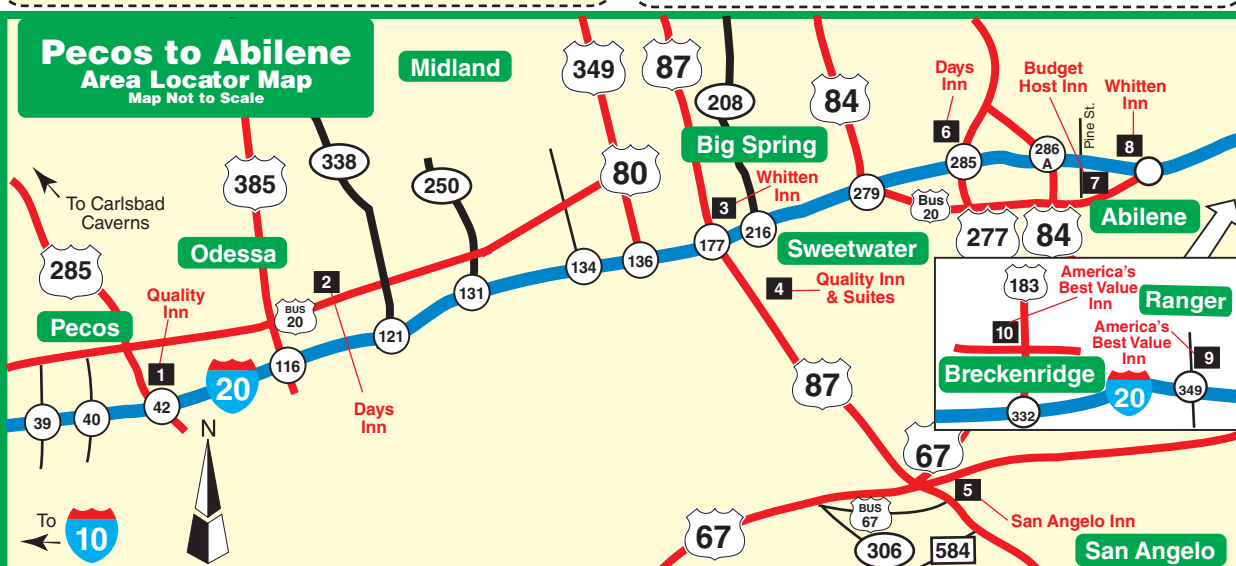 Pecos to Abilene
Area Locator Map
Map Not to Scale
Midland
349
87
208
84
Days
Inn
6
Budget
Host Inn
Pine St.
Whitten
Inn
8
385
338
250
80
Big Spring
285
286
A
7
To Carlsbad
Caverns
3
Whitten
Inn
279
Bus
20
Abilene
285
Odessa
2
BUS
20
134
136
177
216
Sweetwater
277
84
Pecos
Quality
Inn
1
131
121
4
Quality Inn
& Suites
183
America's
Best Value
Inn
Ranger
10
America's
Best Value
Inn
9
116
20
39
40
42
Days
Inn
87
Breckenridge
20
332
349
N
67
5
San Angelo Inn
To
10
67
BUS
67
306
584
San Angelo